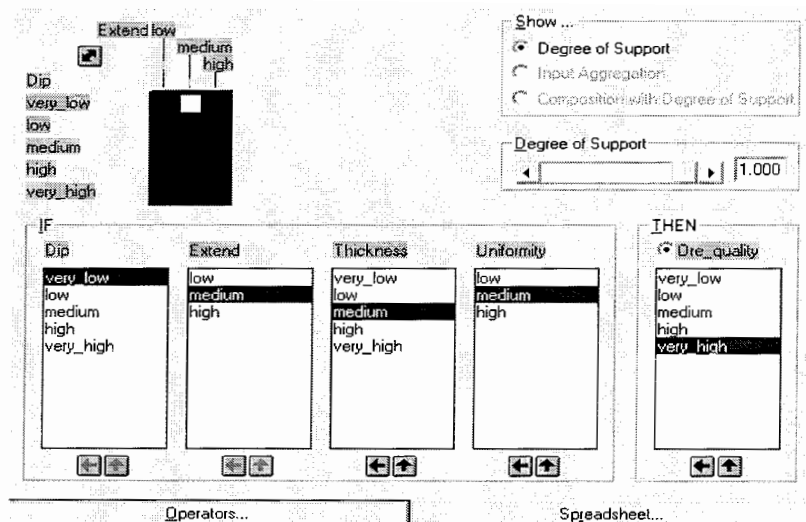 Extend low
medium
high
Dip
very_low
low
medium
high
very_high
Show ...
Degree of Support
Input Aggregation
Composition with Degree of Support
Degree of Support
1.000
IF
Dip
very_low
low
medium
high
very_high
Extend
low
medium
high
Thickness
very_low
low
medium
high
very_high
Uniformity
low
medium
high
THEN
Ore_quality
very_low
low
medium
high
very_high
Operators...
Spreadsheet...